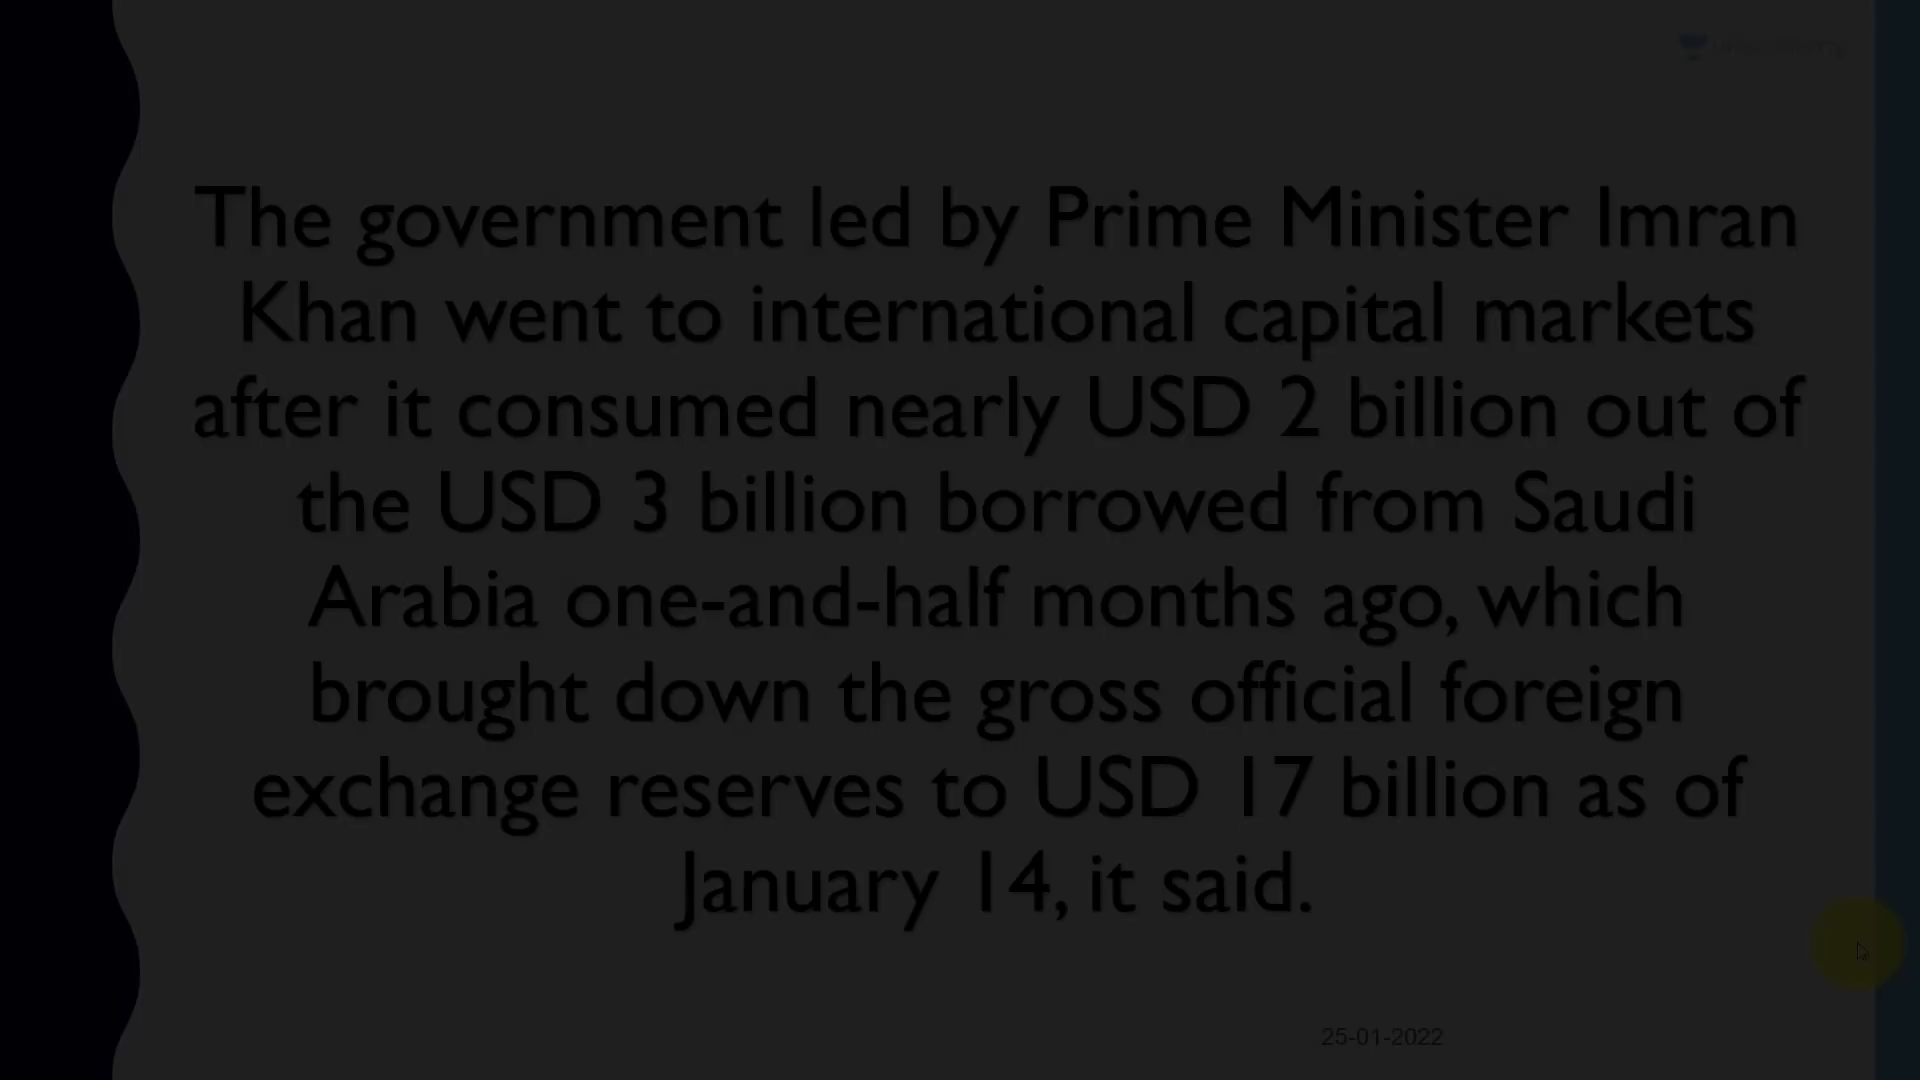 The government led by Prime Minister Imran
Khan went to international capital markets
after it consumed nearly USD 2 billion out of
the USD 3 billion borrowed from Saudi
Arabia one-and-half months ago, which
brought down the gross official foreign
exchange reserves to USD 17 billion as of
January 14, it said.
25-01-2022